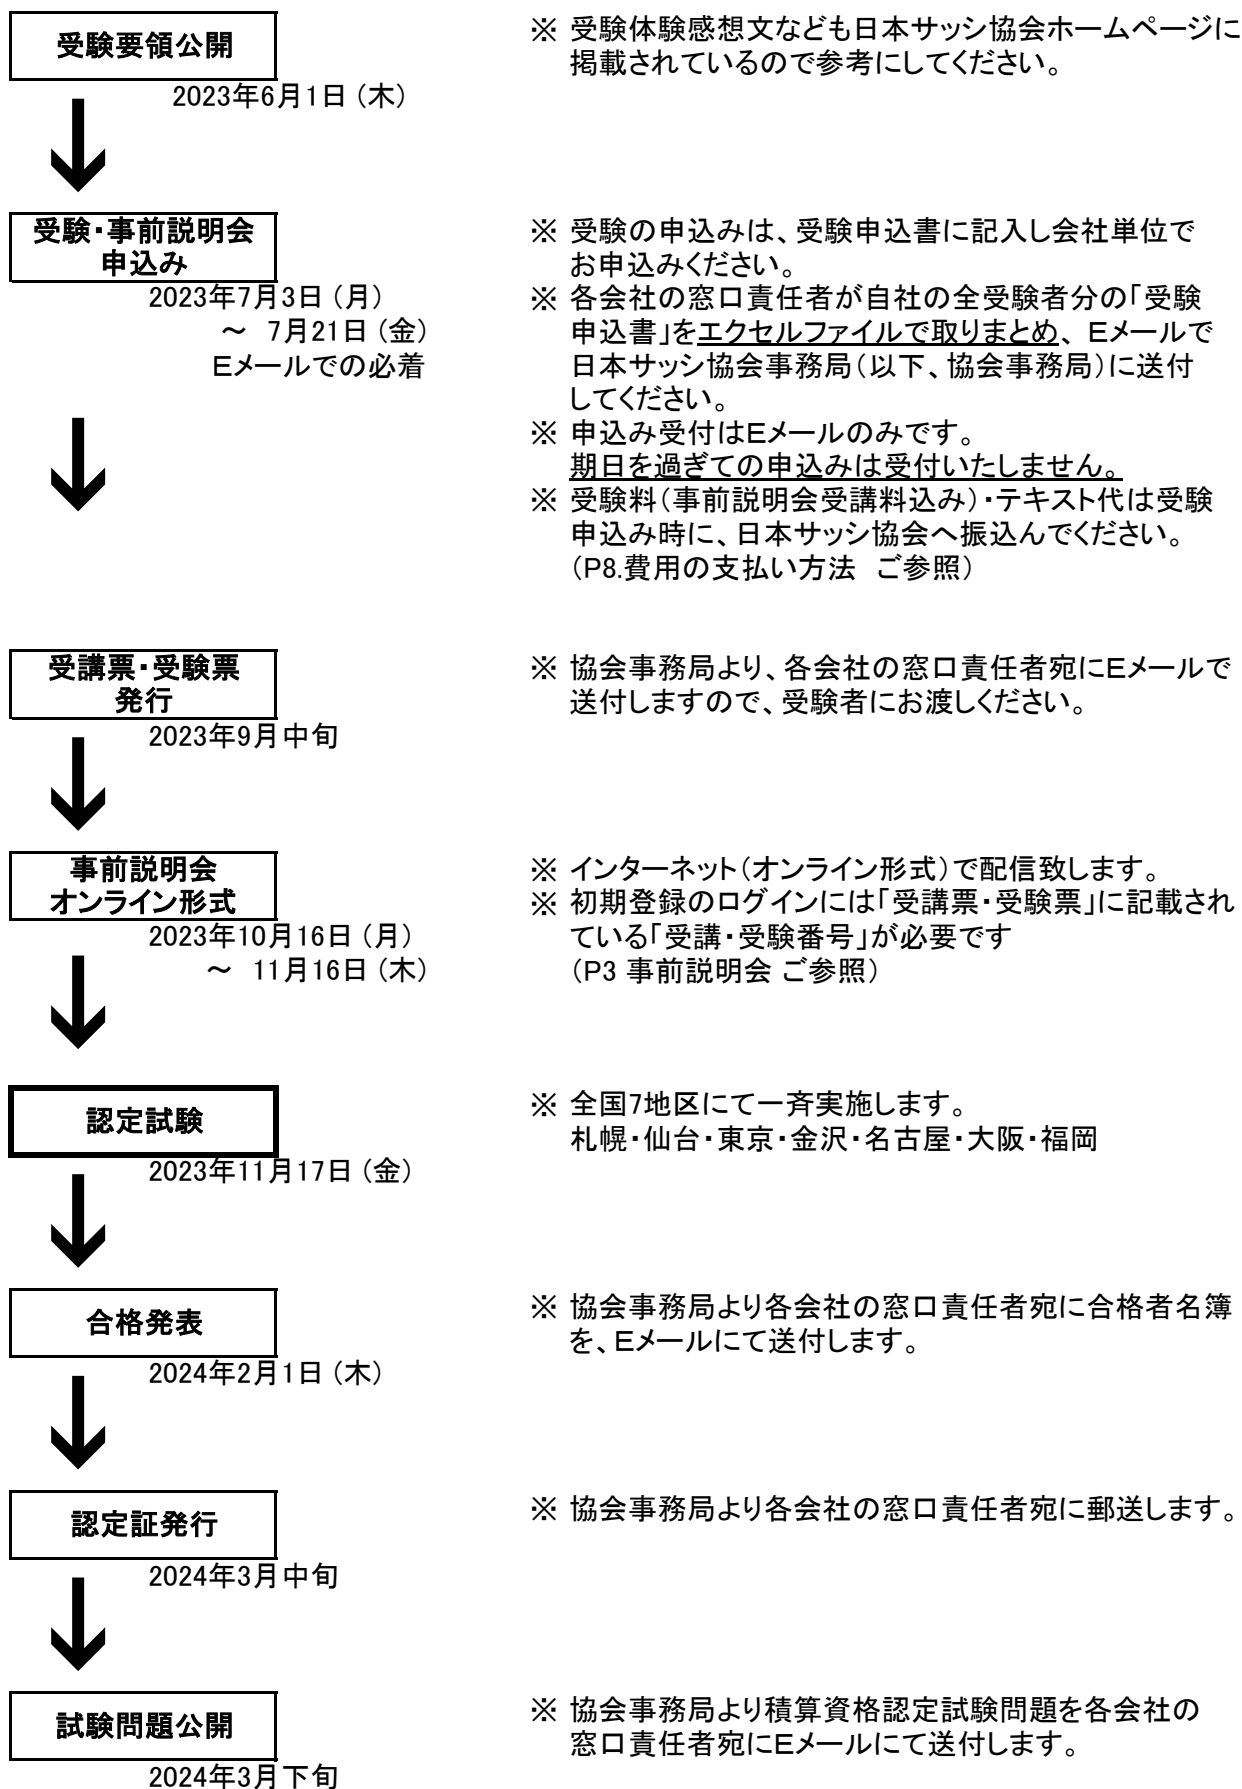 受験要領公開
2023年6月1日（木）
※ 受験体験感想文なども日本サッシ協会ホームページに
掲載されているので参考にしてください。
受験・事前説明会
申込み
2023年7月3日（月）
～ 7月21日（金）
Eメールでの必着
※ 受験の申込みは、受験申込書に記入し会社単位で
お申込みください。
※ 各会社の窓口責任者が自社の全受験者分の「受験
申込書」をエクセルファイルで取りまとめ、Eメールで
日本サッシ協会事務局（以下、協会事務局）に送付
してください。
※ 申込み受付はEメールのみです。
期日を過ぎての申込みは受付いたしません。
※ 受験料（事前説明会受講料込み）・テキスト代は受験
申込み時に、日本サッシ協会へ振込んでください。
（P8.費用の支払い方法 ご参照）
受講票・受験票
発行
2023年9月中旬
※ 協会事務局より、各会社の窓口責任者宛にEメールで
送付しますので、受験者にお渡しください。
事前説明会
オンライン形式
2023年10月16日（月）
～ 11月16日（木）
※ インターネット（オンライン形式）で配信致します。
※ 初期登録のログインには「受講票・受験票」に記載され
ている「受講・受験番号」が必要です
（P3 事前説明会 ご参照）
認定試験
2023年11月17日（金）
※ 全国7地区にて一斉実施します。
札幌・仙台・東京・金沢・名古屋・大阪・福岡
合格発表
2024年2月1日（木）
※ 協会事務局より各会社の窓口責任者宛に合格者名簿
を、Eメールにて送付します。
認定証発行
2024年3月中旬
※ 協会事務局より各会社の窓口責任者宛に郵送します。
試験問題公開
2024年3月下旬
※ 協会事務局より積算資格認定試験問題を各会社の
窓口責任者宛にEメールにて送付します。